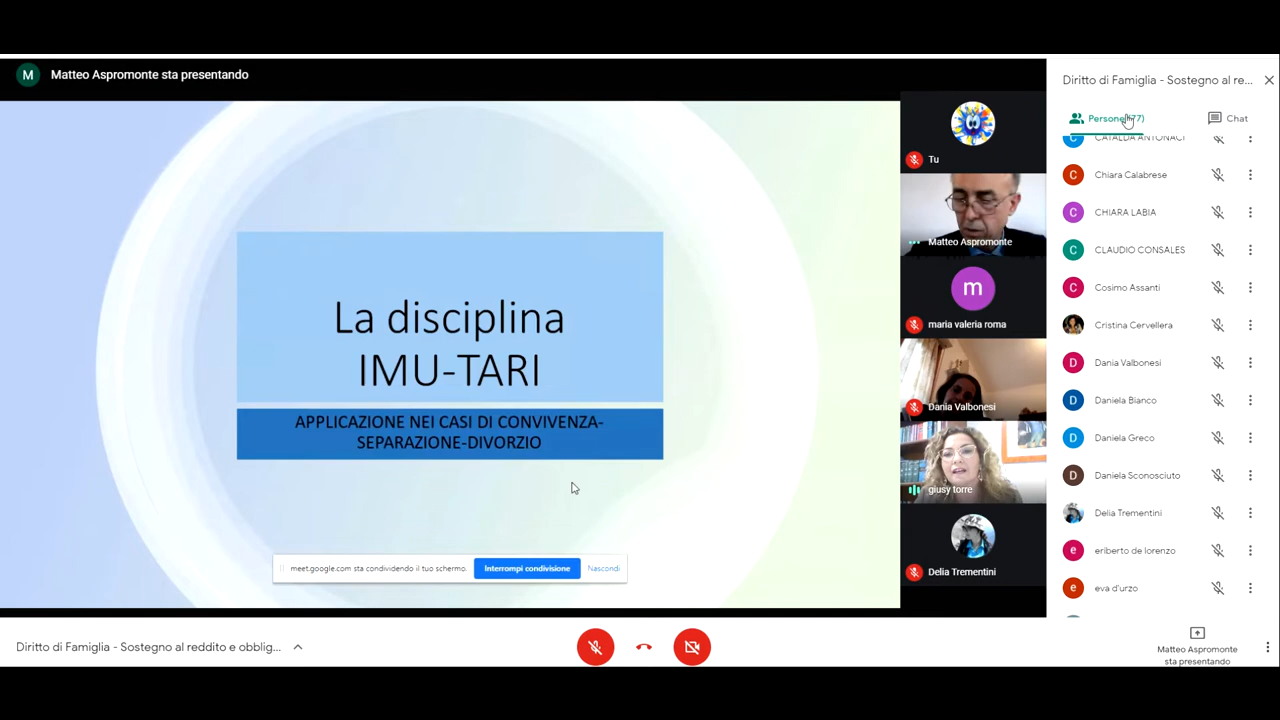 M Matteo Aspromonte sta presentando
La disciplina
IMU-TARI
APPLICAZIONE NEI CASI DI CONVIVENZA-
SEPARAZIONE-DIVORZIO
meet.google.com sta condividendo il tuo schermo.
Interrompi condivisione
Nascondi
Tu
Matteo Aspromonte
m
maria valeria roma
Dania Valbonesi
giusy torre
Delia Trementini
Diritto di Famiglia - Sostegno al re...
Chat
CATALDA ANTONACI
C Chiara Calabrese
C CHIARA LABIA
C CLAUDIO CONSALES
C Cosimo Assanti
Cristina Cervellera
D Dania Valbonesi
D Daniela Bianco
D Daniela Greco
D Daniela Sconosciuto
Delia Trementini
e eriberto de lorenzo
e eva d'urzo
Diritto di Famiglia - Sostegno al reddito e obblig...
Matteo Aspromonte
sta presentando